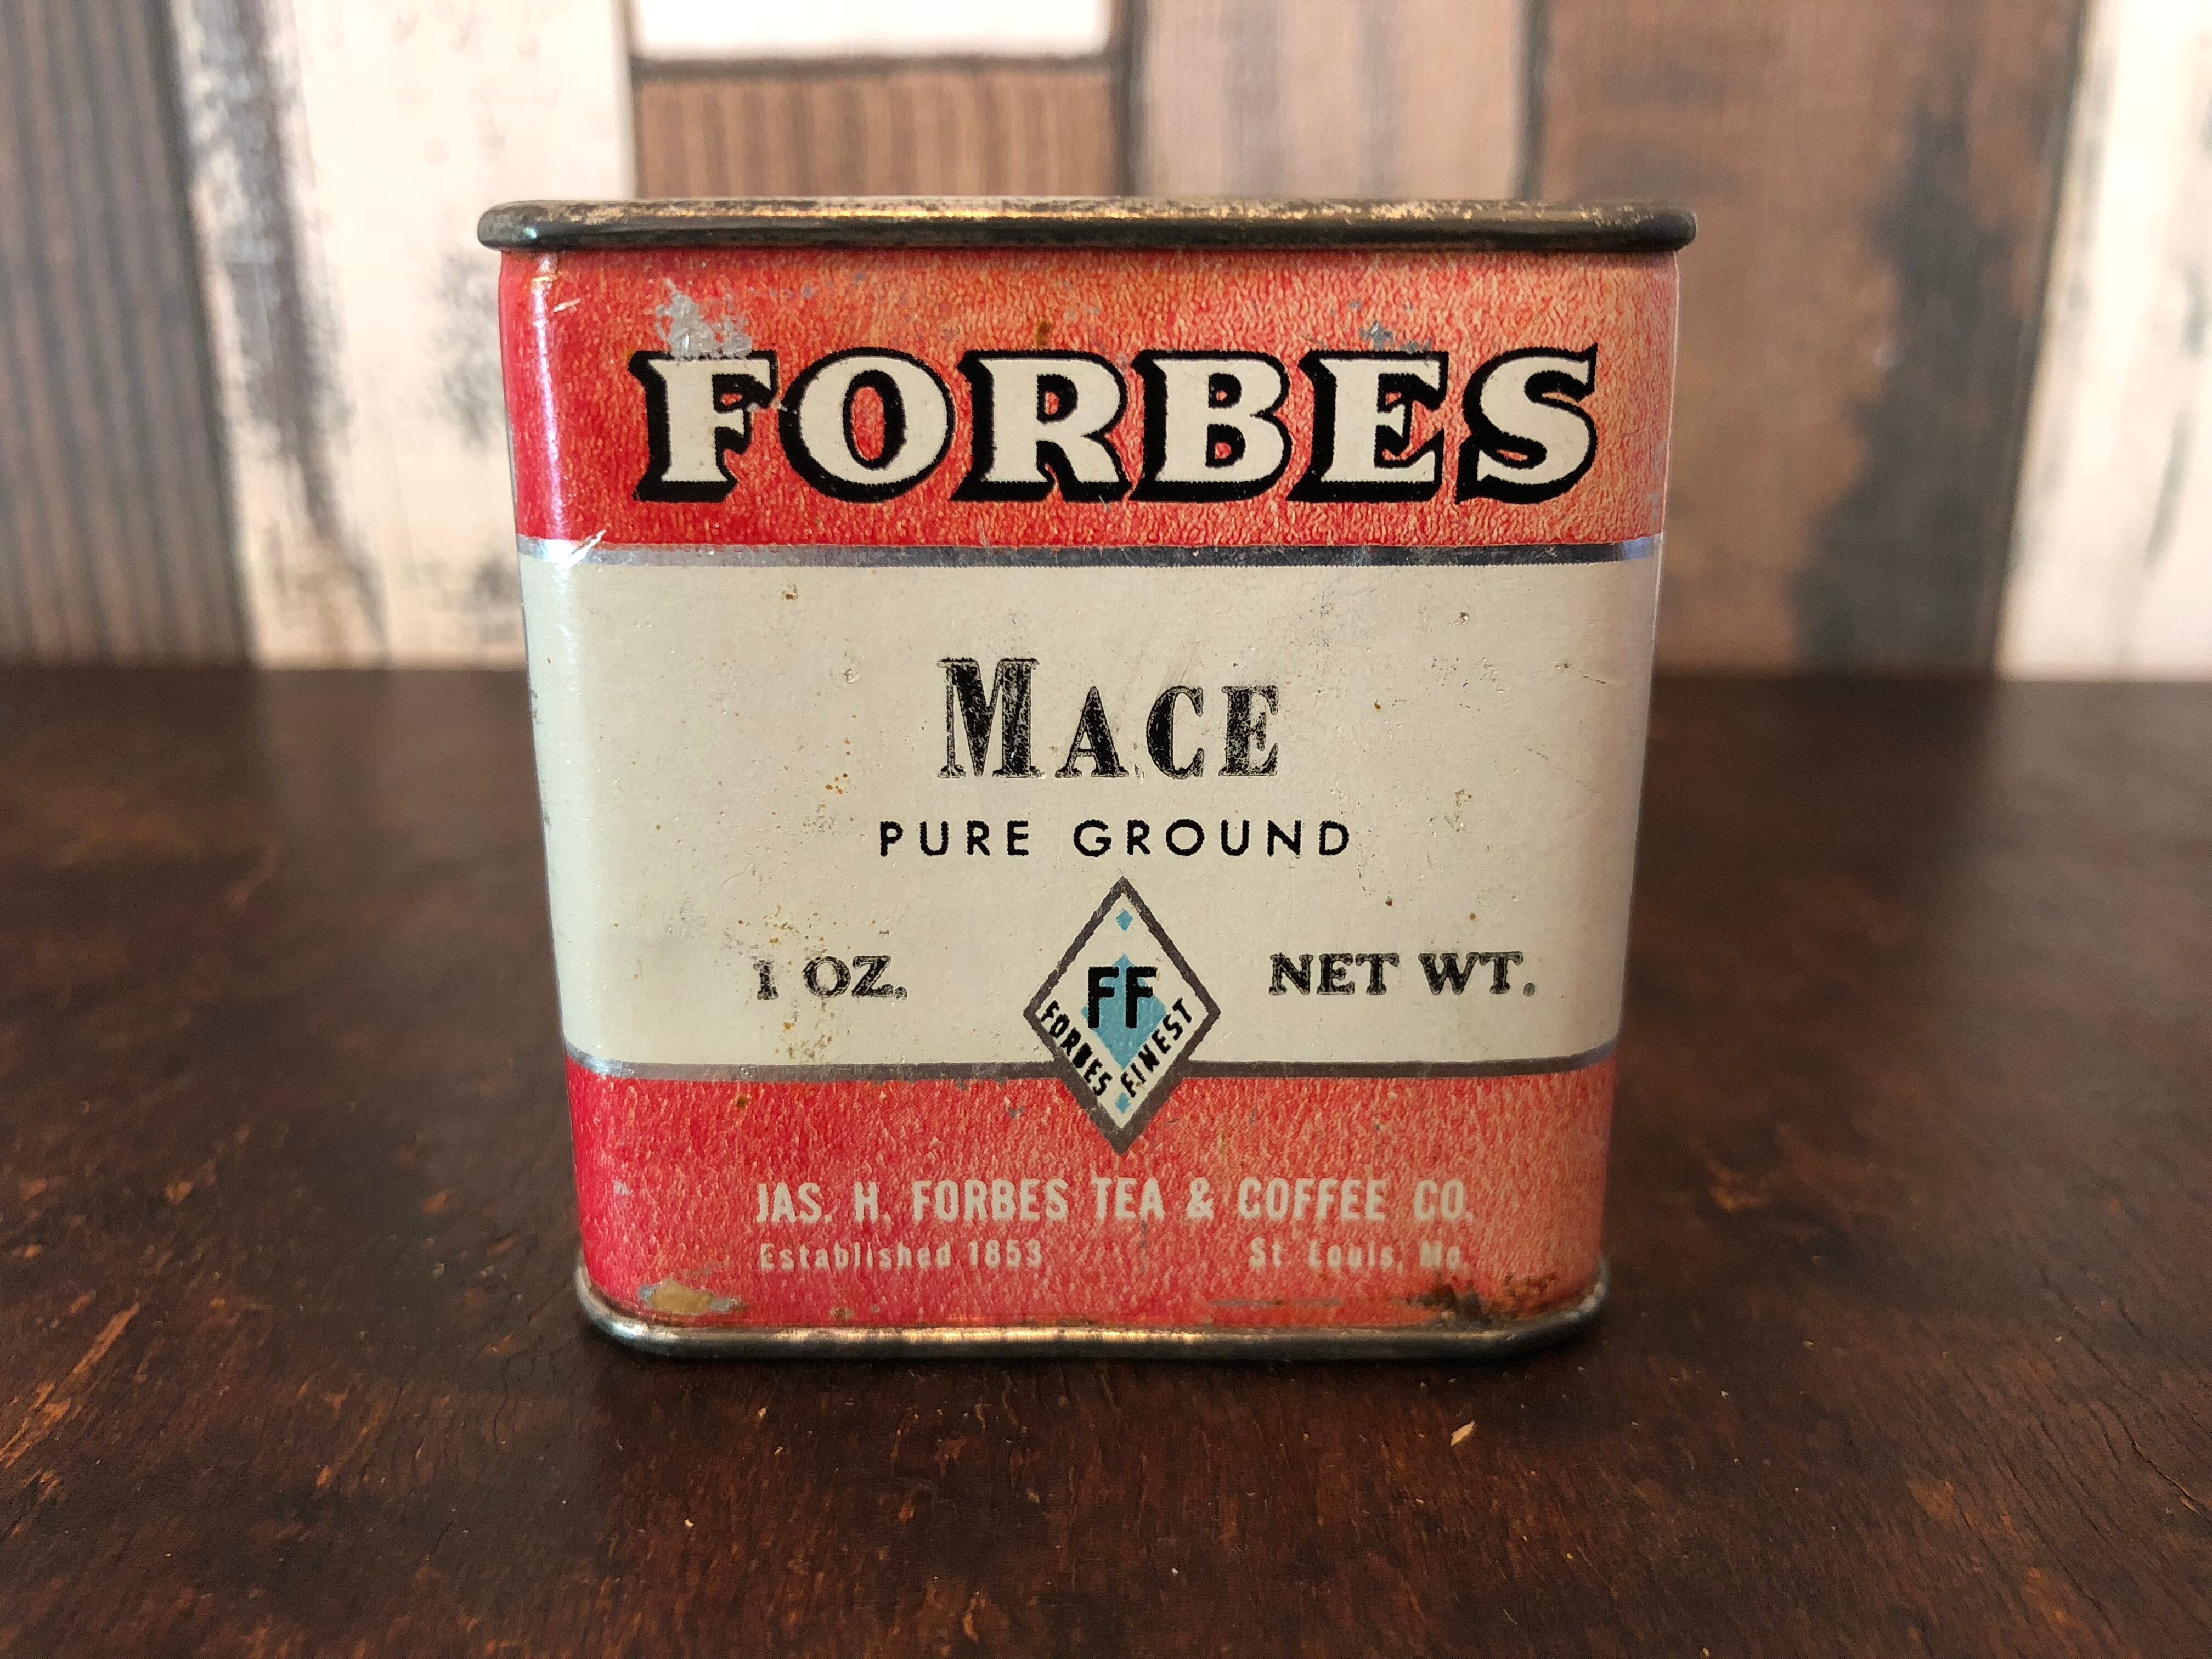 FORBES
MACE
PURE GROUND
1 OZ. NET WT.
FF
FORBES FINEST
JAS. H. FORBES TEA & COFFEE CO.
Established 1853 St Louis, Mo.